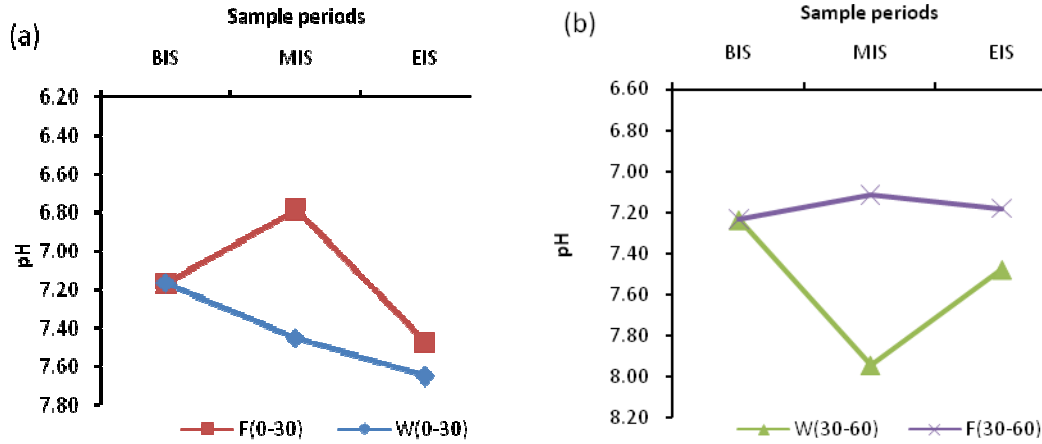 (a)
Sample periods
BIS MIS EIS
6.20
6.40
6.60
6.80
7.00
7.20
7.40
7.60
7.80
pH
F(0-30) W(0-30)
(b)
Sample periods
BIS MIS EIS
6.60
6.80
7.00
7.20
7.40
7.60
7.80
8.00
8.20
pH
W(30-60) F(30-60)